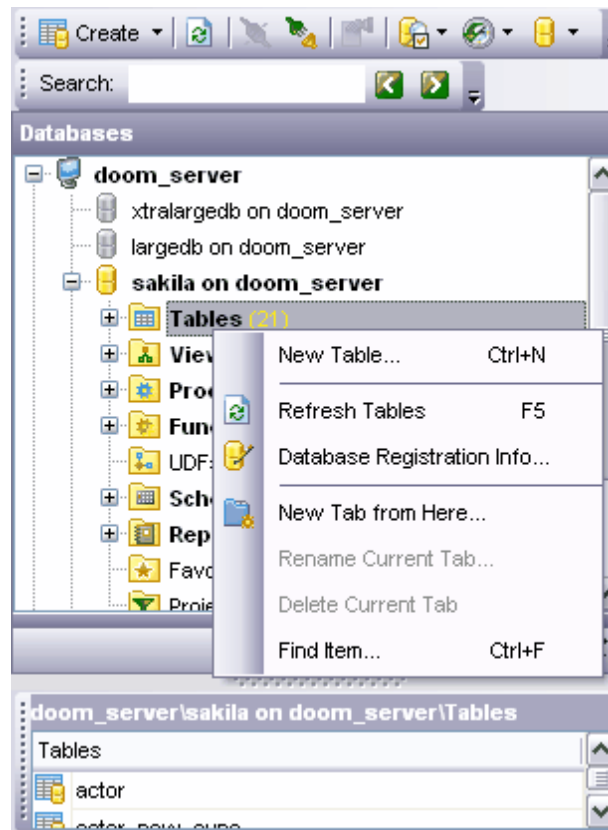 Create
Search:
Databases
doom_server
xtralargedb on doom_server
largedb on doom_server
sakila on doom_server
Tables (21)
New Table... Ctrl+N
Refresh Tables F5
UDF
Database Registration Info...
New Tab from Here...
Rename Current Tab...
Delete Current Tab
Find Item... Ctrl+F
doom_server\sakila on doom_server\Tables
Tables
actor